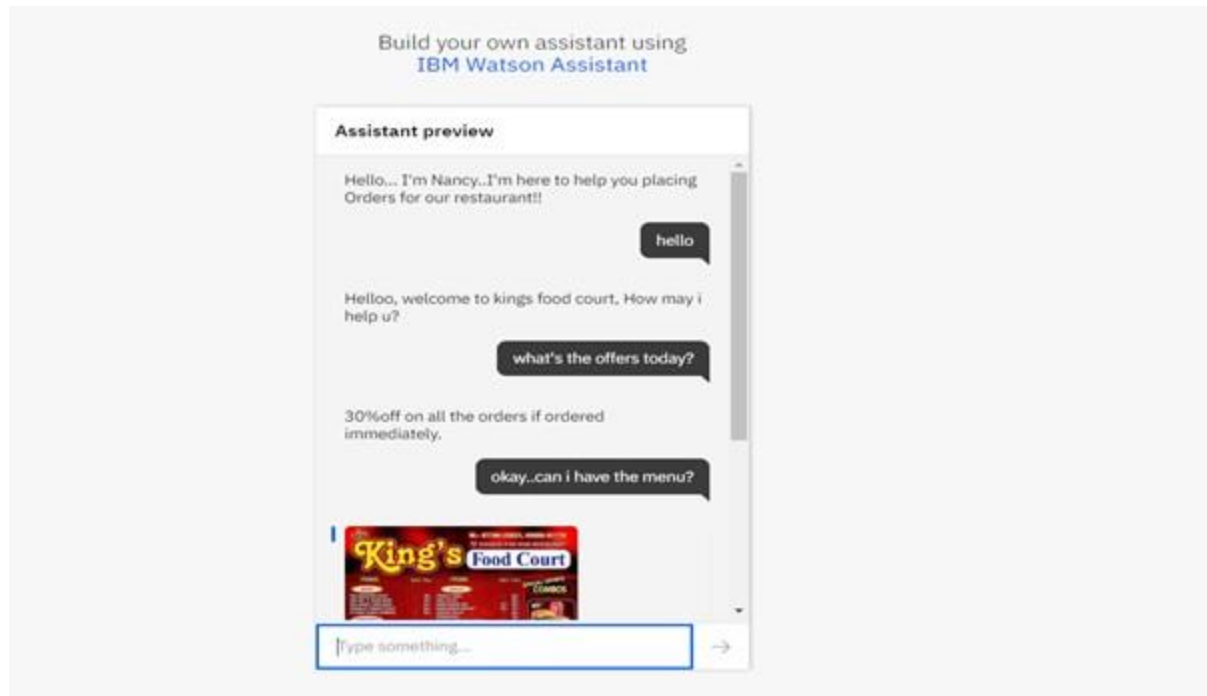 Build your own assistant using
IBM Watson Assistant
Assistant preview
Hello... I'm Nancy..I'm here to help you placing
Orders for our restaurant!!
hello
Helloo, welcome to kings food court, How may i
help u?
what's the offers today?
30%off on all the orders if ordered
immediately.
okay..can i have the menu?
King's Food Court
COMBOS
Type something...